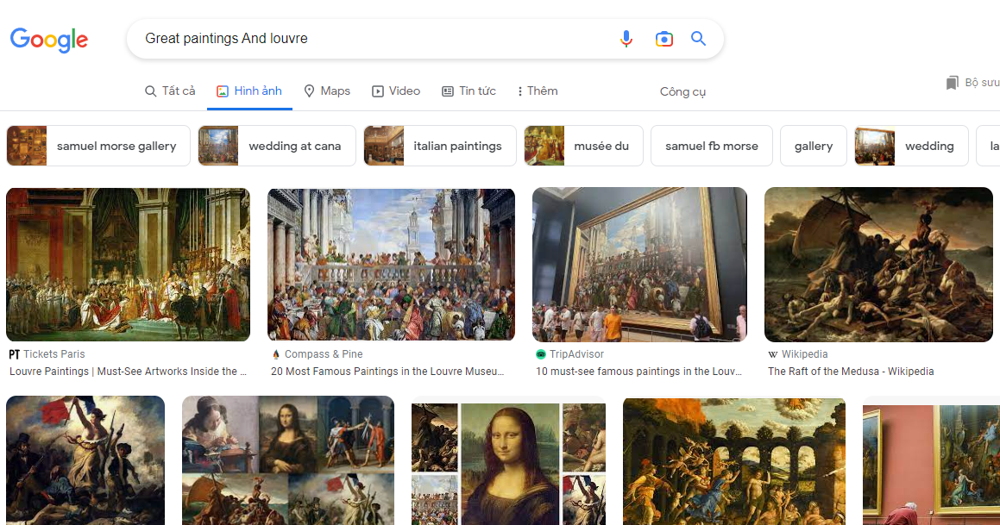 Google
Great paintings And louvre
Tất cả
Hình ảnh
Maps
Video
Tin tức
Thêm
Công cụ
Bộ sưu
samuel morse gallery
wedding at cana
italian paintings
musée du
samuel fb morse
gallery
wedding
la
PT Tickets Paris
Louvre Paintings | Must-See Artworks Inside the ...
Compass & Pine
20 Most Famous Paintings in the Louvre Museu...
TripAdvisor
10 must-see famous paintings in the Louv...
W Wikipedia
The Raft of the Medusa - Wikipedia